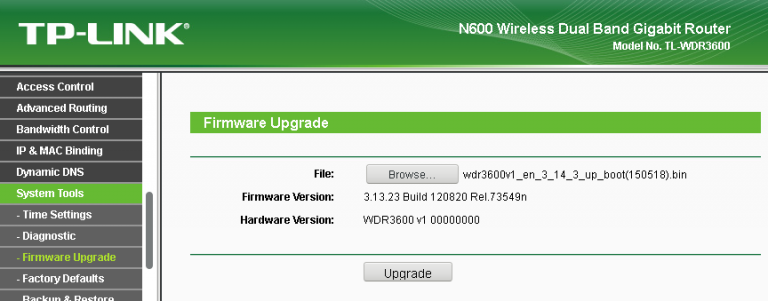 TP-LINK®
N600 Wireless Dual Band Gigabit Router
Model No. TL-WDR3600
Access Control
Advanced Routing
Bandwidth Control
IP & MAC Binding
Dynamic DNS
System Tools
- Time Settings
- Diagnostic
- Firmware Upgrade
- Factory Defaults
- Backup & Restore
Firmware Upgrade
File: Browse... wdr3600v1_en_3_14_3_up_boot(150518).bin
Firmware Version: 3.13.23 Build 120820 Rel.73549n
Hardware Version: WDR3600 v1 00000000
Upgrade